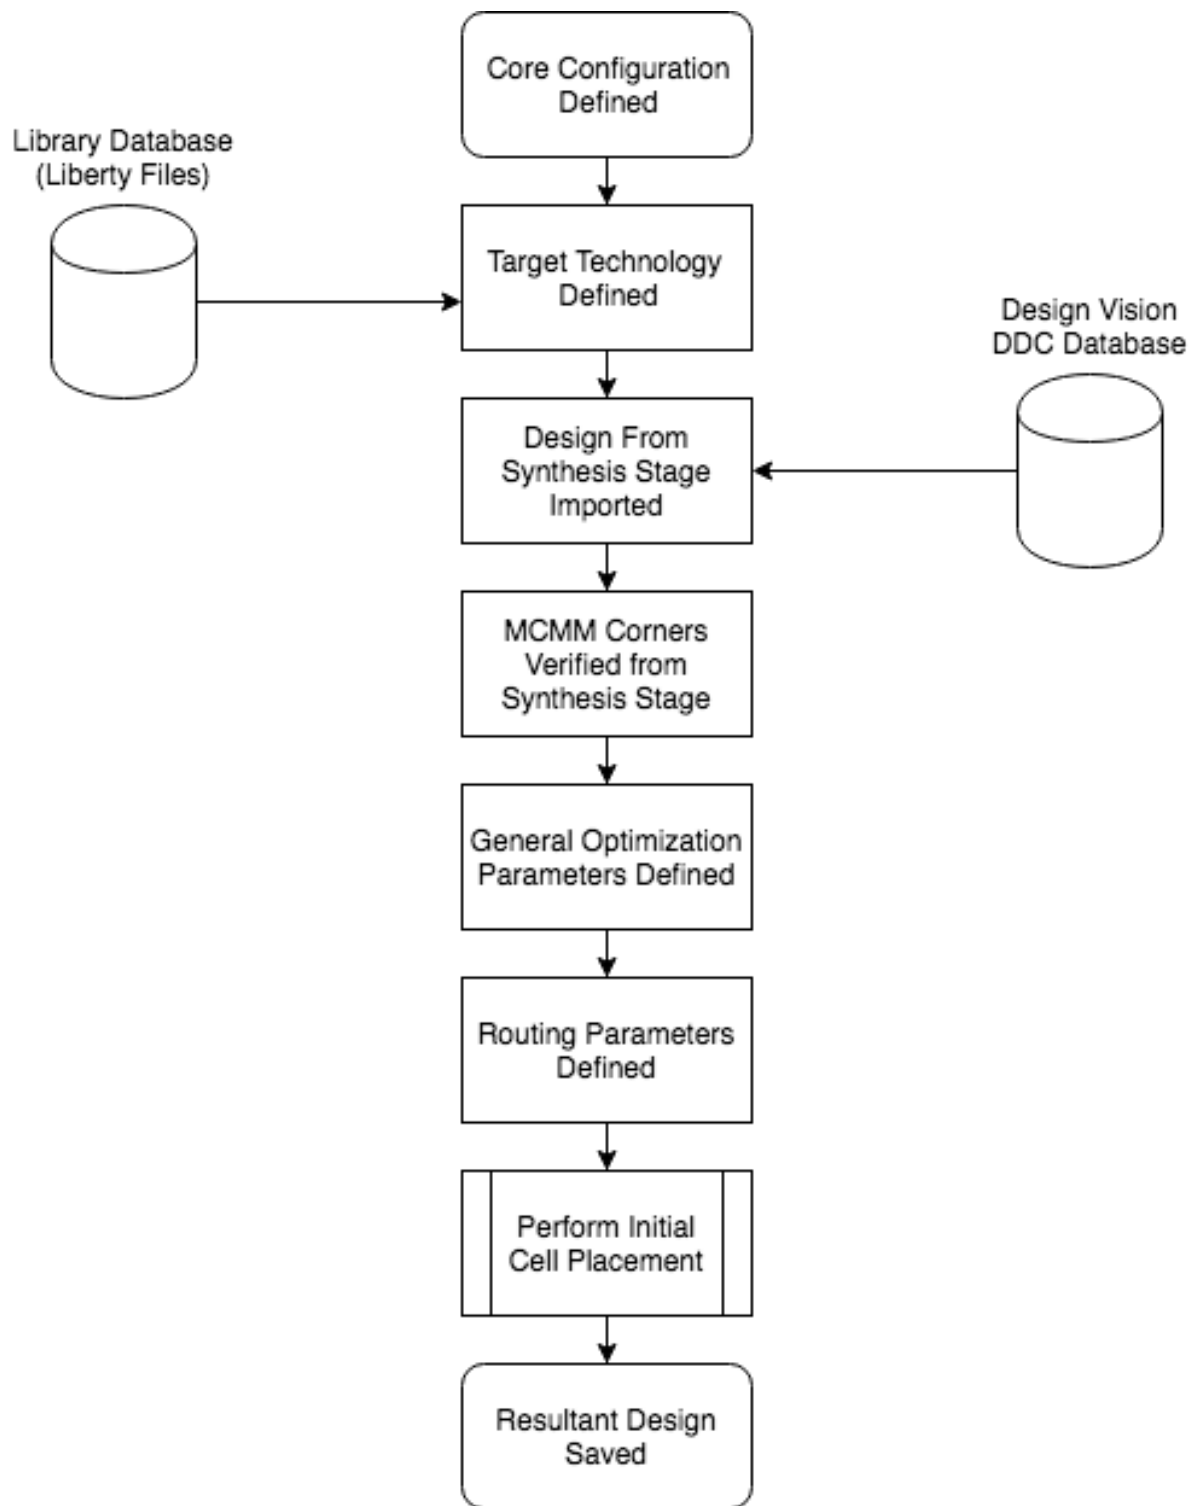 Core Configuration
Defined
Library Database
(Liberty Files)
Target Technology
Defined
Design Vision
DDC Database
Design From
Synthesis Stage
Imported
MCMM Corners
Verified from
Synthesis Stage
General Optimization
Parameters Defined
Routing Parameters
Defined
Perform Initial
Cell Placement
Resultant Design
Saved